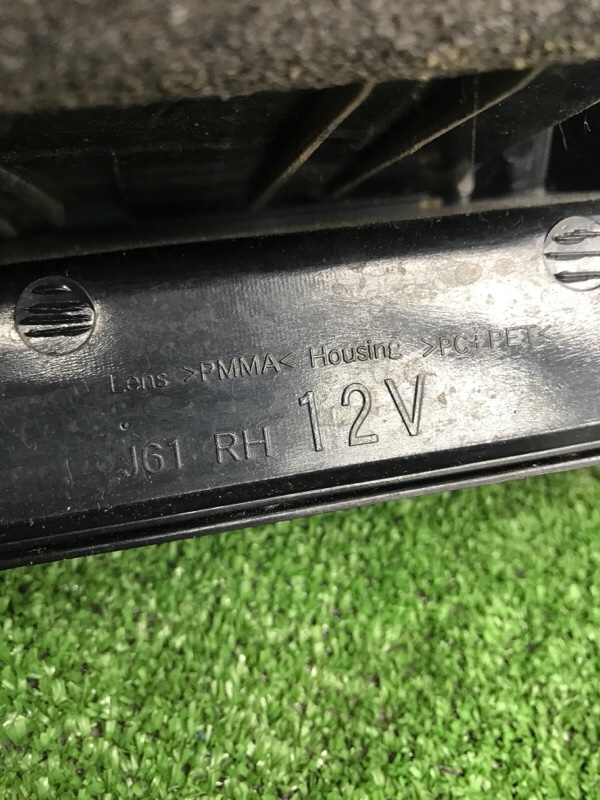 Lens >PMMA< Housing >PC+PET<
J61 RH 12V